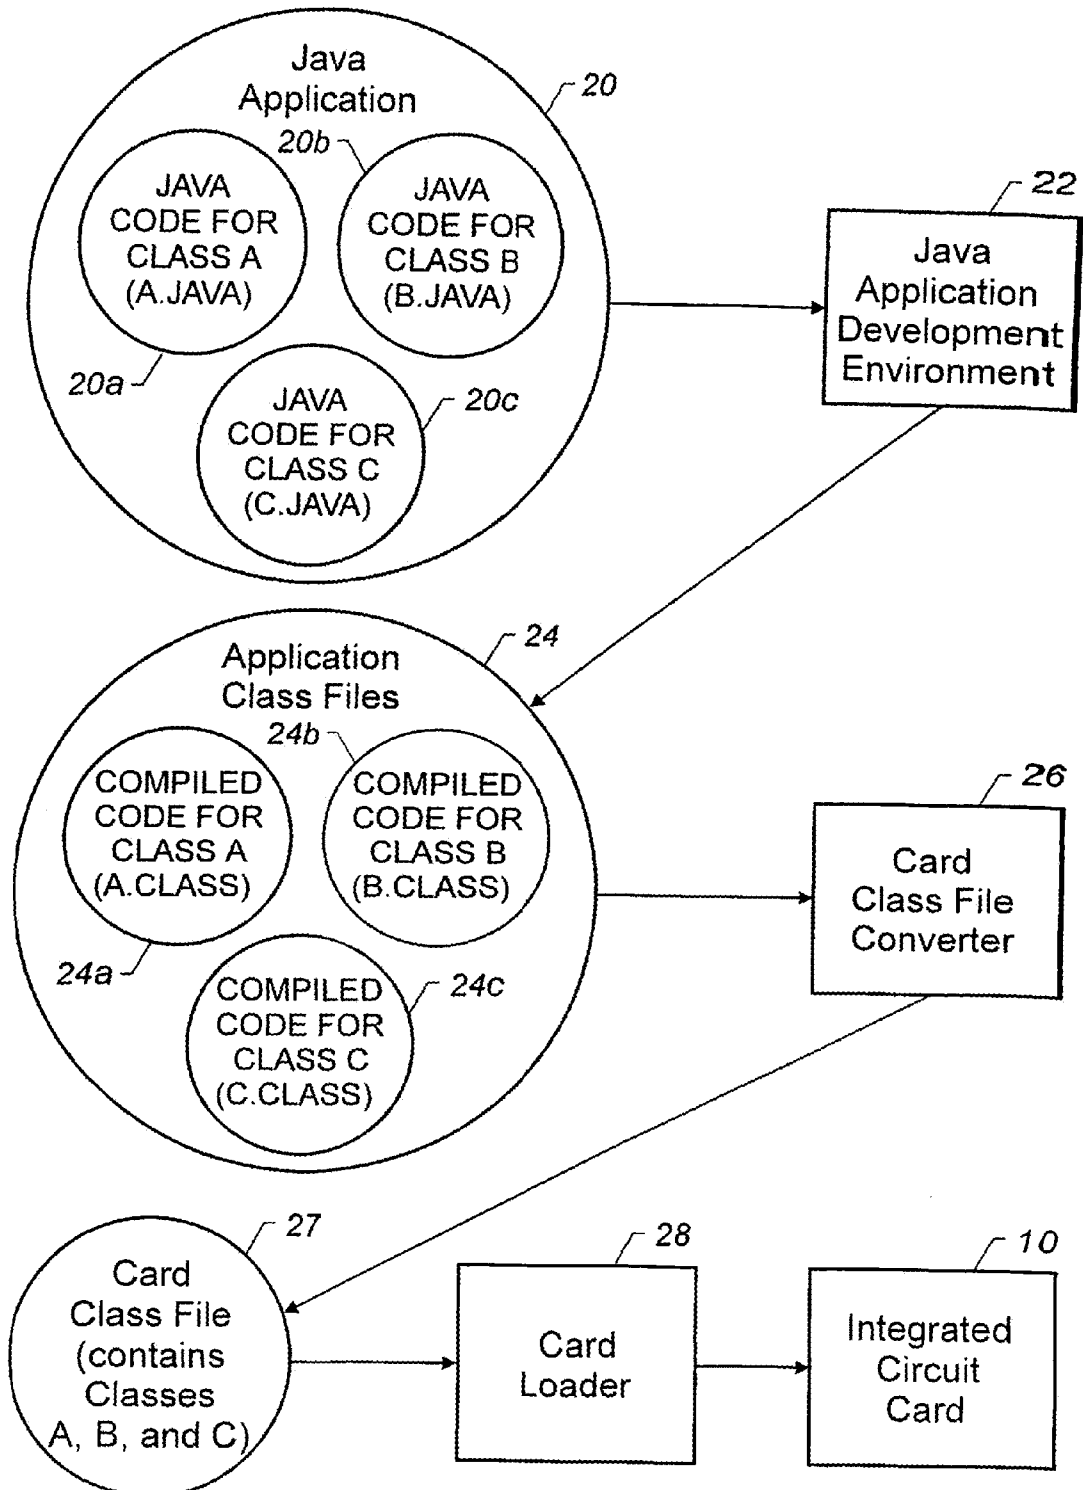 Java
Application
20
20b
JAVA
CODE FOR
CLASS A
(A.JAVA)
JAVA
CODE FOR
CLASS B
(B.JAVA)
20a
JAVA
CODE FOR
CLASS C
(C.JAVA)
20c
22
Java
Application
Development
Environment
24
Application
Class Files
24b
COMPILED
CODE FOR
CLASS A
(A.CLASS)
COMPILED
CODE FOR
CLASS B
(B.CLASS)
24a
COMPILED
CODE FOR
CLASS C
(C.CLASS)
24c
26
Card
Class File
Converter
27
Card
Class File
(contains
Classes
A, B, and C)
28
Card
Loader
10
Integrated
Circuit
Card